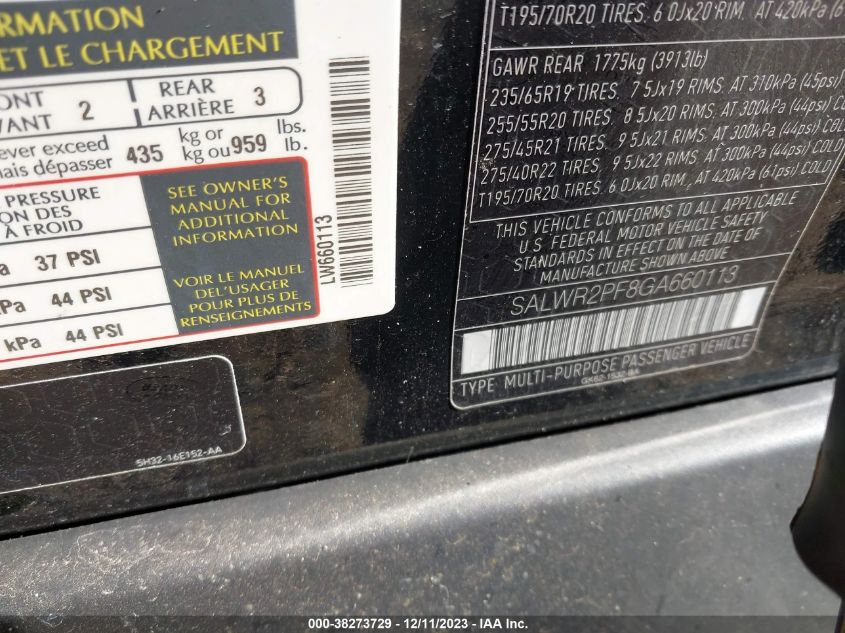 RMATION
ET LE CHARGEMENT
ONT 2 REAR 3
VANT ARRIÈRE
ever exceed 435 kg or 959 lbs.
mais dépasser kg ou lb.
PRESSURE
ON DES
À FROID
a 37 PSI
Pa 44 PSI
kPa 44 PSI
SEE OWNER'S
MANUAL FOR
ADDITIONAL
INFORMATION
VOIR LE MANUEL
DEL'USAGER
POUR PLUS DE
RENSEIGNEMENTS
LW660113
5H32-16E152-AA
T195/70R20 TIRES. 6 0Jx20 RIM. AT 420kPa (6
GAWR REAR 1775kg (3913lb)
235/65R19 TIRES. 7 5Jx19 RIMS. AT 310kPa (45psi)
255/55R20 TIRES. 8 5Jx20 RIMS. AT 300kPa (44psi) C
275/45R21 TIRES. 9 5Jx21 RIMS. AT 300kPa (44psi) COL
275/40R22 TIRES. 9 5Jx22 RIMS. AT 300kPa (44psi) COLD
T195/70R20 TIRES. 6 0Jx20 RIM. AT 420kPa (61psi) COLD
THIS VEHICLE CONFORMS TO ALL APPLICABLE
U.S. FEDERAL MOTOR VEHICLE SAFETY
STANDARDS IN EFFECT ON THE DATE OF
MANUFACTURE SHOWN ABOVE
SALWR2PF8GA660113
TYPE MULTI-PURPOSE PASSENGER VEHICLE
000-38273729 - 12/11/2023 - IAA Inc.